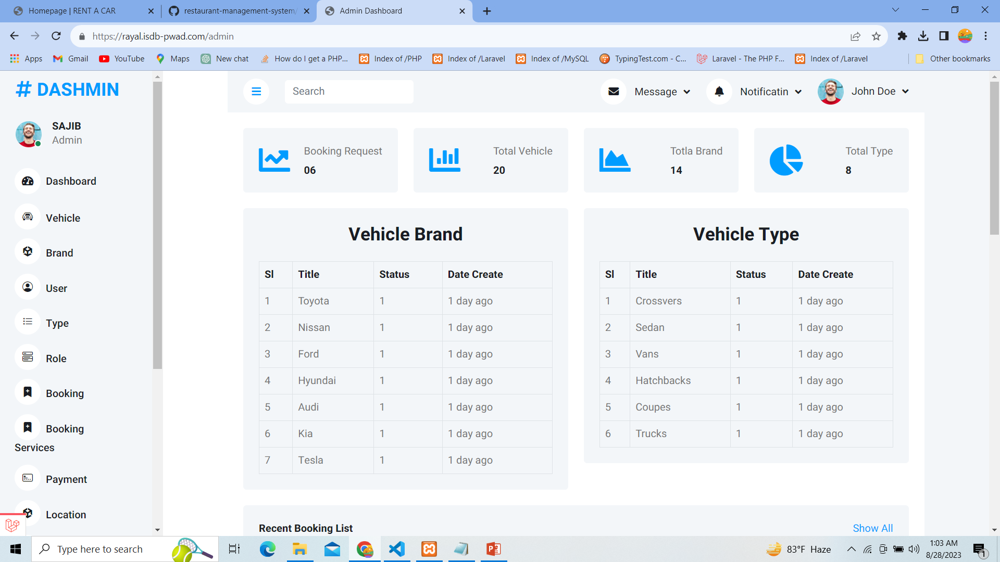 Homepage | RENT A CAR
restaurant-management-system/
Admin Dashboard
https://rayal.isdb-pwad.com/admin
Apps
Gmail
YouTube
Maps
New chat
How do I get a PHP...
Index of /PHP
Index of /Laravel
Index of /MySQL
TypingTest.com - C...
Laravel - The PHP F...
Index of /Laravel
Other bookmarks
# DASHMIN
SAJIB
Admin
Dashboard
Vehicle
Brand
User
Type
Role
Booking
Booking
Services
Payment
Location
Search
Message
Notificatin
John Doe
Booking Request
06
Total Vehicle
20
Totla Brand
14
Total Type
8
Vehicle Brand
Sl Title Status Date Create
1 Toyota 1 1 day ago
2 Nissan 1 1 day ago
3 Ford 1 1 day ago
4 Hyundai 1 1 day ago
5 Audi 1 1 day ago
6 Kia 1 1 day ago
7 Tesla 1 1 day ago
Vehicle Type
Sl Title Status Date Create
1 Crossvers 1 1 day ago
2 Sedan 1 1 day ago
3 Vans 1 1 day ago
4 Hatchbacks 1 1 day ago
5 Coupes 1 1 day ago
6 Trucks 1 1 day ago
Recent Booking List
Show All
Type here to search
83°F Haze
1:03 AM
8/28/2023
1